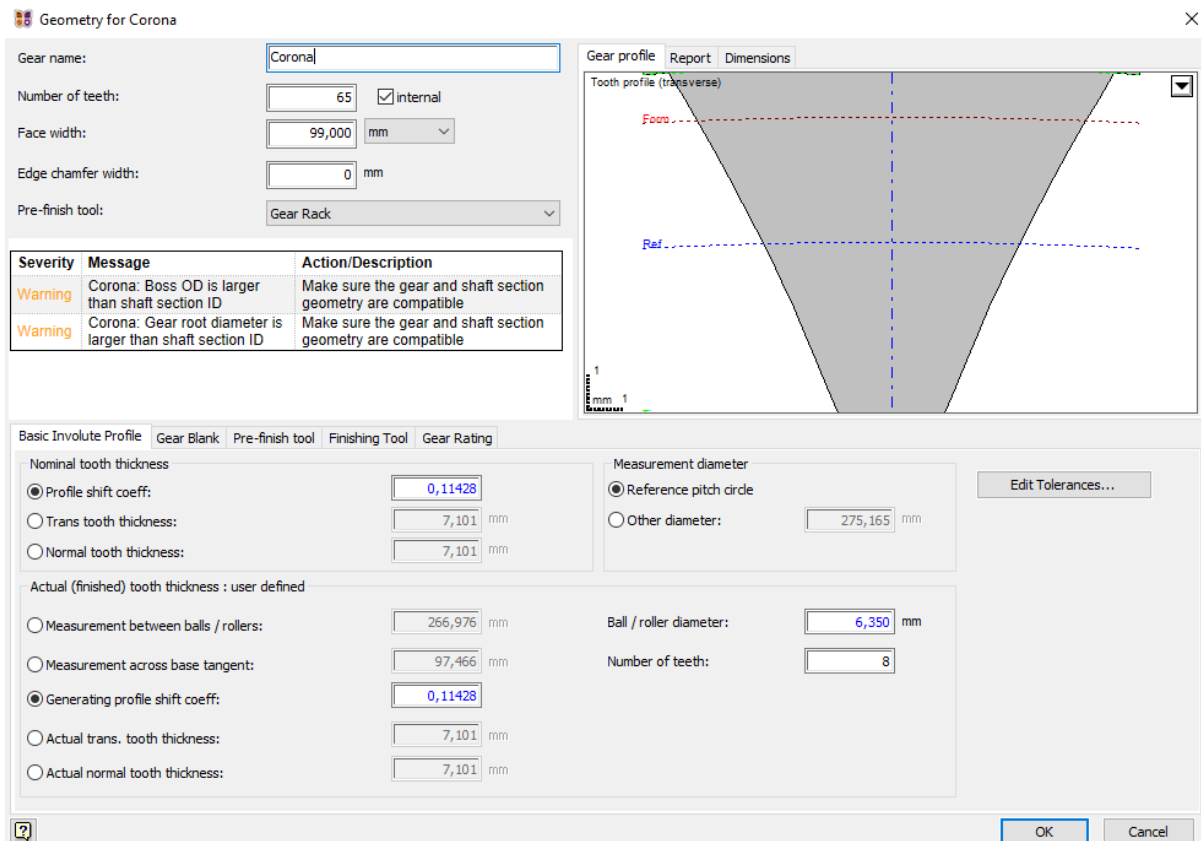 Geometry for Corona
Gear name:
Corona
Number of teeth:
65
internal
Face width:
99,000
mm
Edge chamfer width:
0
mm
Pre-finish tool:
Gear Rack
Severity Message Action/Description
Warning
Corona: Boss OD is larger
than shaft section ID
Make sure the gear and shaft section
geometry are compatible
Warning
Corona: Gear root diameter is
larger than shaft section ID
Make sure the gear and shaft section
geometry are compatible
Gear profile Report Dimensions
Tooth profile (transverse)
Form
Ref
1
mm 1
Basic Involute Profile Gear Blank Pre-finish tool Finishing Tool Gear Rating
Nominal tooth thickness
Profile shift coeff: 0,11428
Trans tooth thickness: 7,101 mm
Normal tooth thickness: 7,101 mm
Measurement diameter
Reference pitch circle
Other diameter: 275,165 mm
Edit Tolerances...
Actual (finished) tooth thickness : user defined
Measurement between balls / rollers: 266,976 mm
Ball / roller diameter: 6,350 mm
Measurement across base tangent: 97,466 mm
Number of teeth: 8
Generating profile shift coeff: 0,11428
Actual trans. tooth thickness: 7,101 mm
Actual normal tooth thickness: 7,101 mm
?
OK Cancel